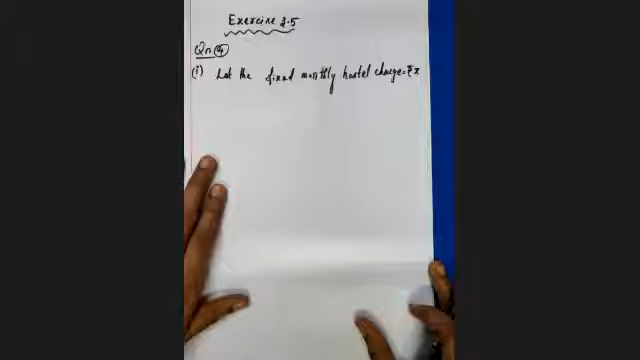 Exercise 3.5
Qn (4)
(i) Let the fixed monthly hostel charge = ₹ x